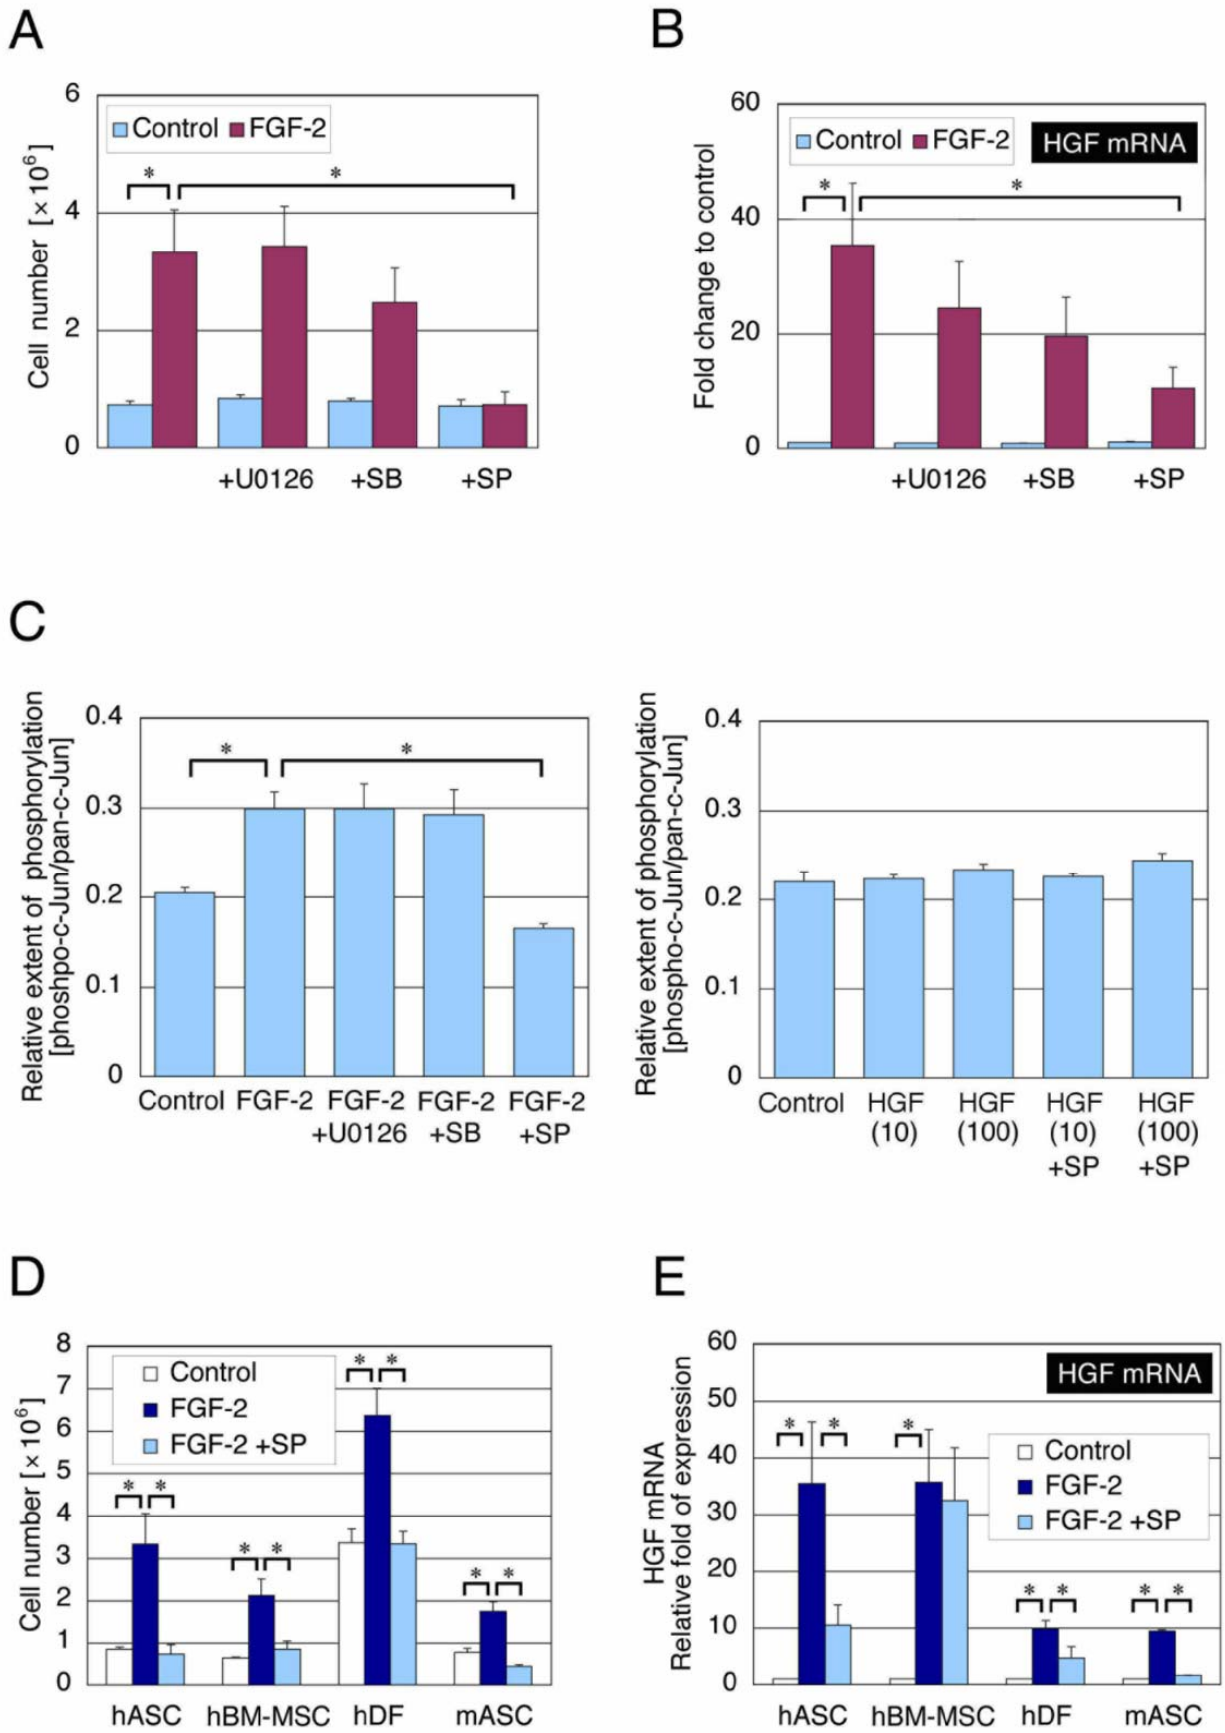 A
6
4
2
0
Cell number [×10⁶]
Control FGF-2
*
*
+U0126 +SB +SP
B
60
40
20
0
Fold change to control
Control FGF-2
HGF mRNA
*
*
+U0126 +SB +SP
C
0.4
0.3
0.2
0.1
0
Relative extent of phosphorylation
[phoshpo-c-Jun/pan-c-Jun]
*
*
Control FGF-2 FGF-2 FGF-2 FGF-2
+U0126 +SB +SP
0.4
0.3
0.2
0.1
0
Relative extent of phosphorylation
[phospho-c-Jun/pan-c-Jun]
Control HGF HGF HGF HGF
(10) (100) (10) (100)
+SP +SP
D
8
7
6
5
4
3
2
1
0
Cell number [×10⁶]
Control
FGF-2
FGF-2 +SP
* *
* *
* *
* *
hASC hBM-MSC hDF mASC
E
60
50
40
30
20
10
0
HGF mRNA
Relative fold of expression
HGF mRNA
Control
FGF-2
FGF-2 +SP
* *
*
* *
* *
hASC hBM-MSC hDF mASC